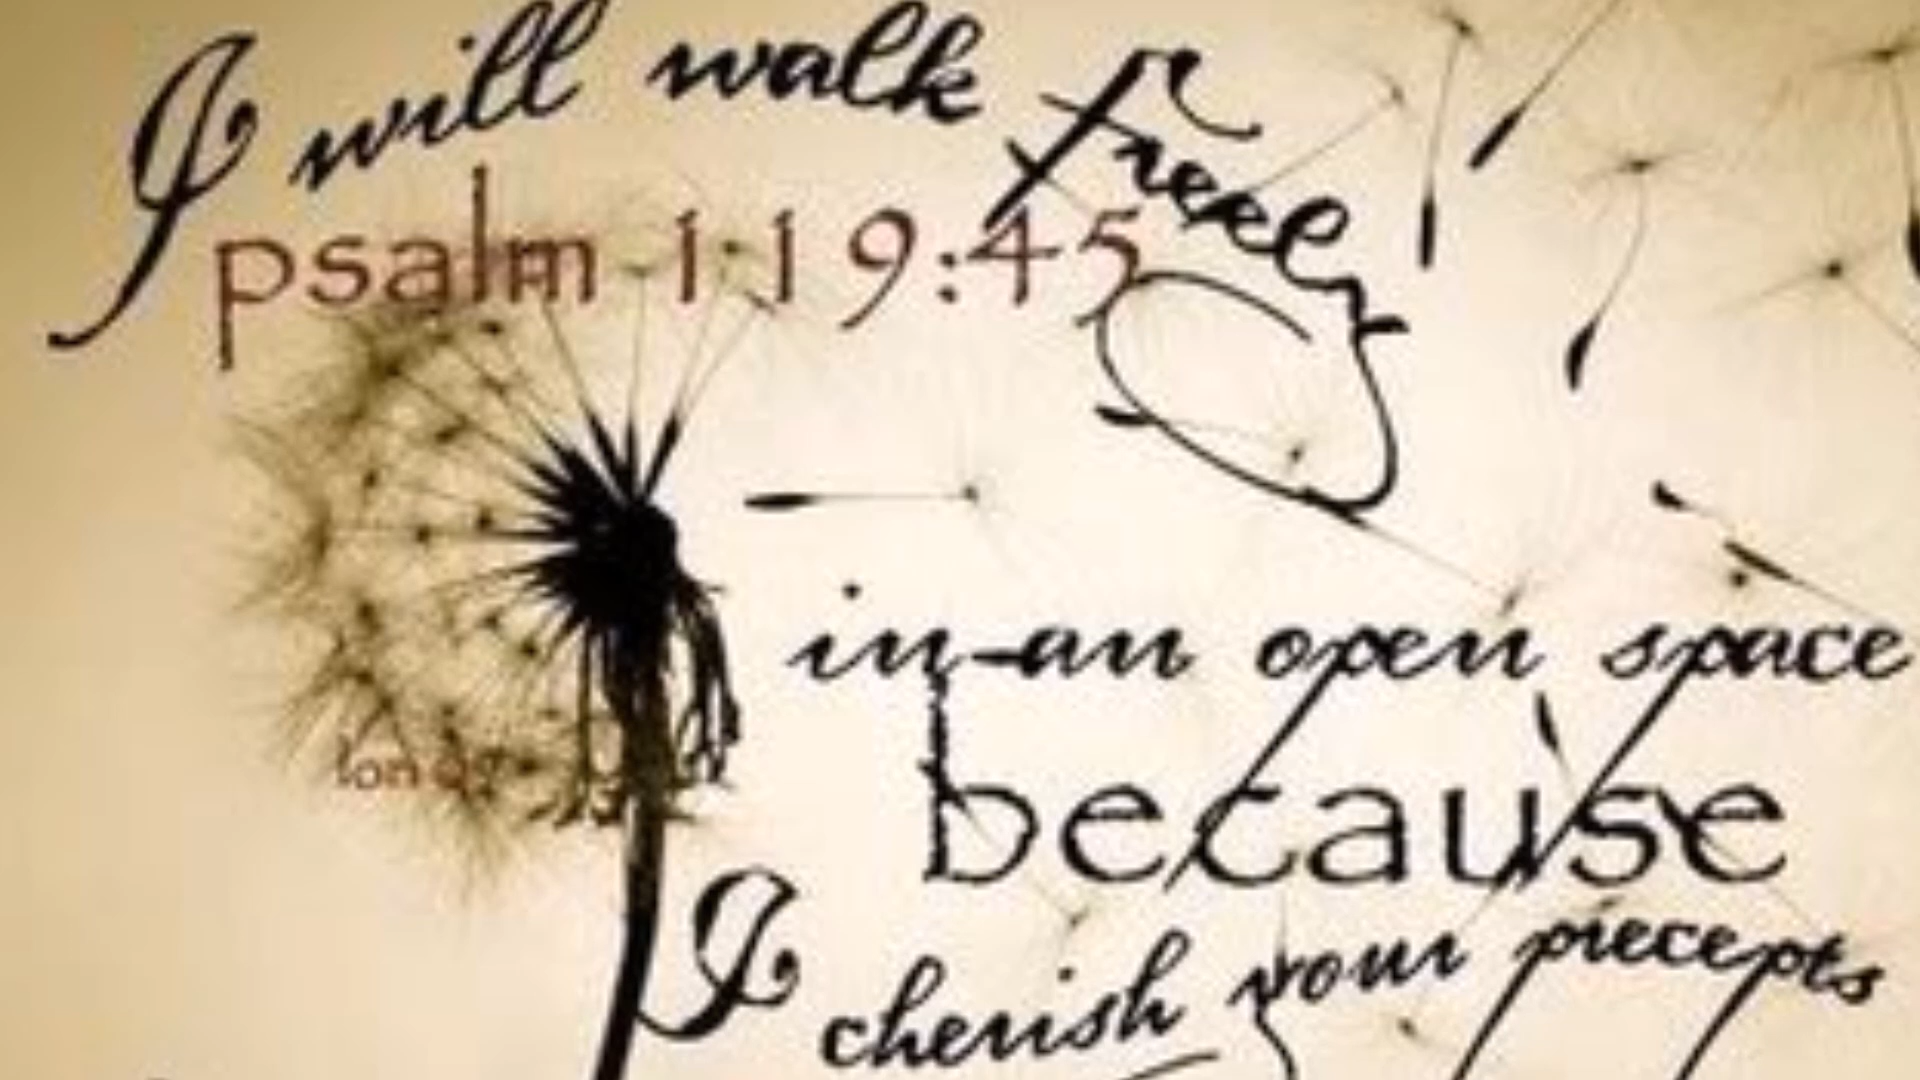 I will walk freely
psalm 119:45
in an open space
because
I cherish your precepts